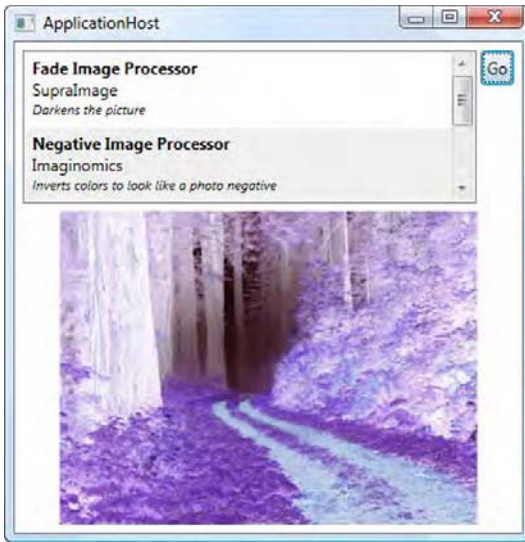 ApplicationHost
Fade Image Processor
SupraImage
Darkens the picture
Go
Negative Image Processor
Imaginomics
Inverts colors to look like a photo negative